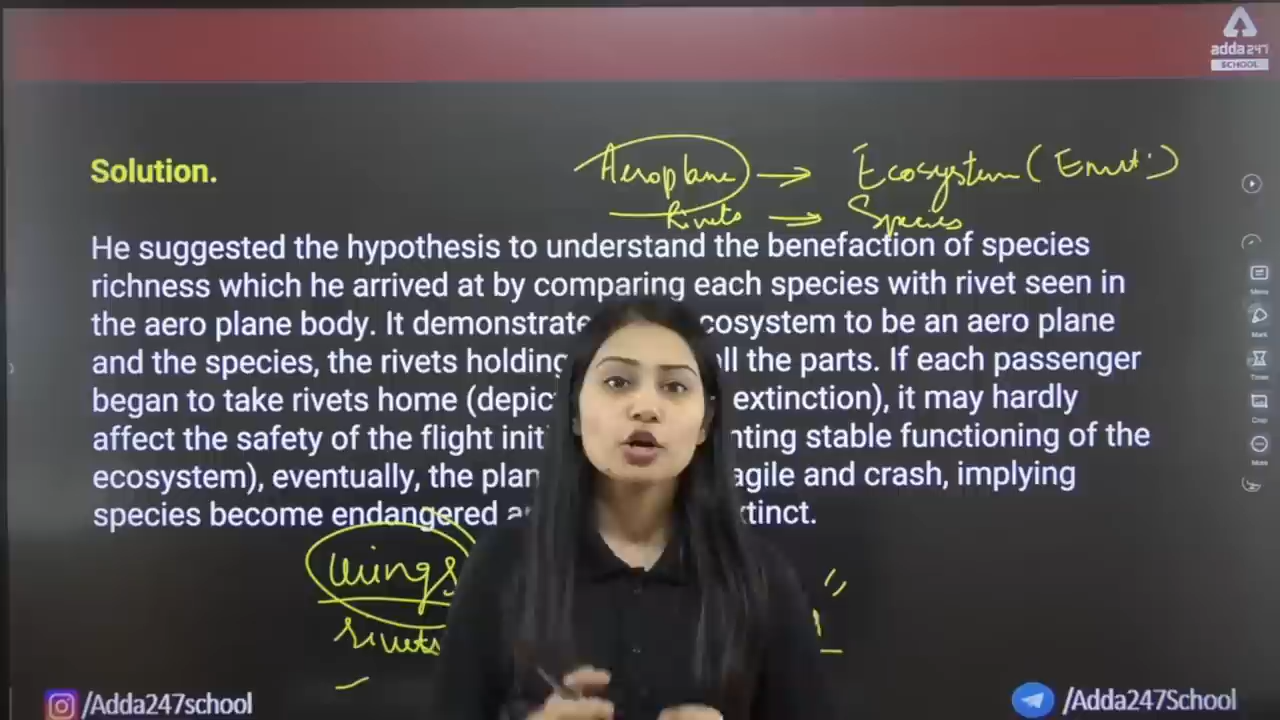 adda247
SCHOOL
Solution.
Aeroplane → Ecosystem (Envt.)
Rivets → Species
He suggested the hypothesis to understand the benefaction of species
richness which he arrived at by comparing each species with rivet seen in
the aero plane body. It demonstrate cosystem to be an aero plane
and the species, the rivets holding all the parts. If each passenger
began to take rivets home (depic extinction), it may hardly
affect the safety of the flight init nting stable functioning of the
ecosystem), eventually, the plan agile and crash, implying
species become endangered a xtinct.
wings
rivets
/Adda247school
/Adda247School